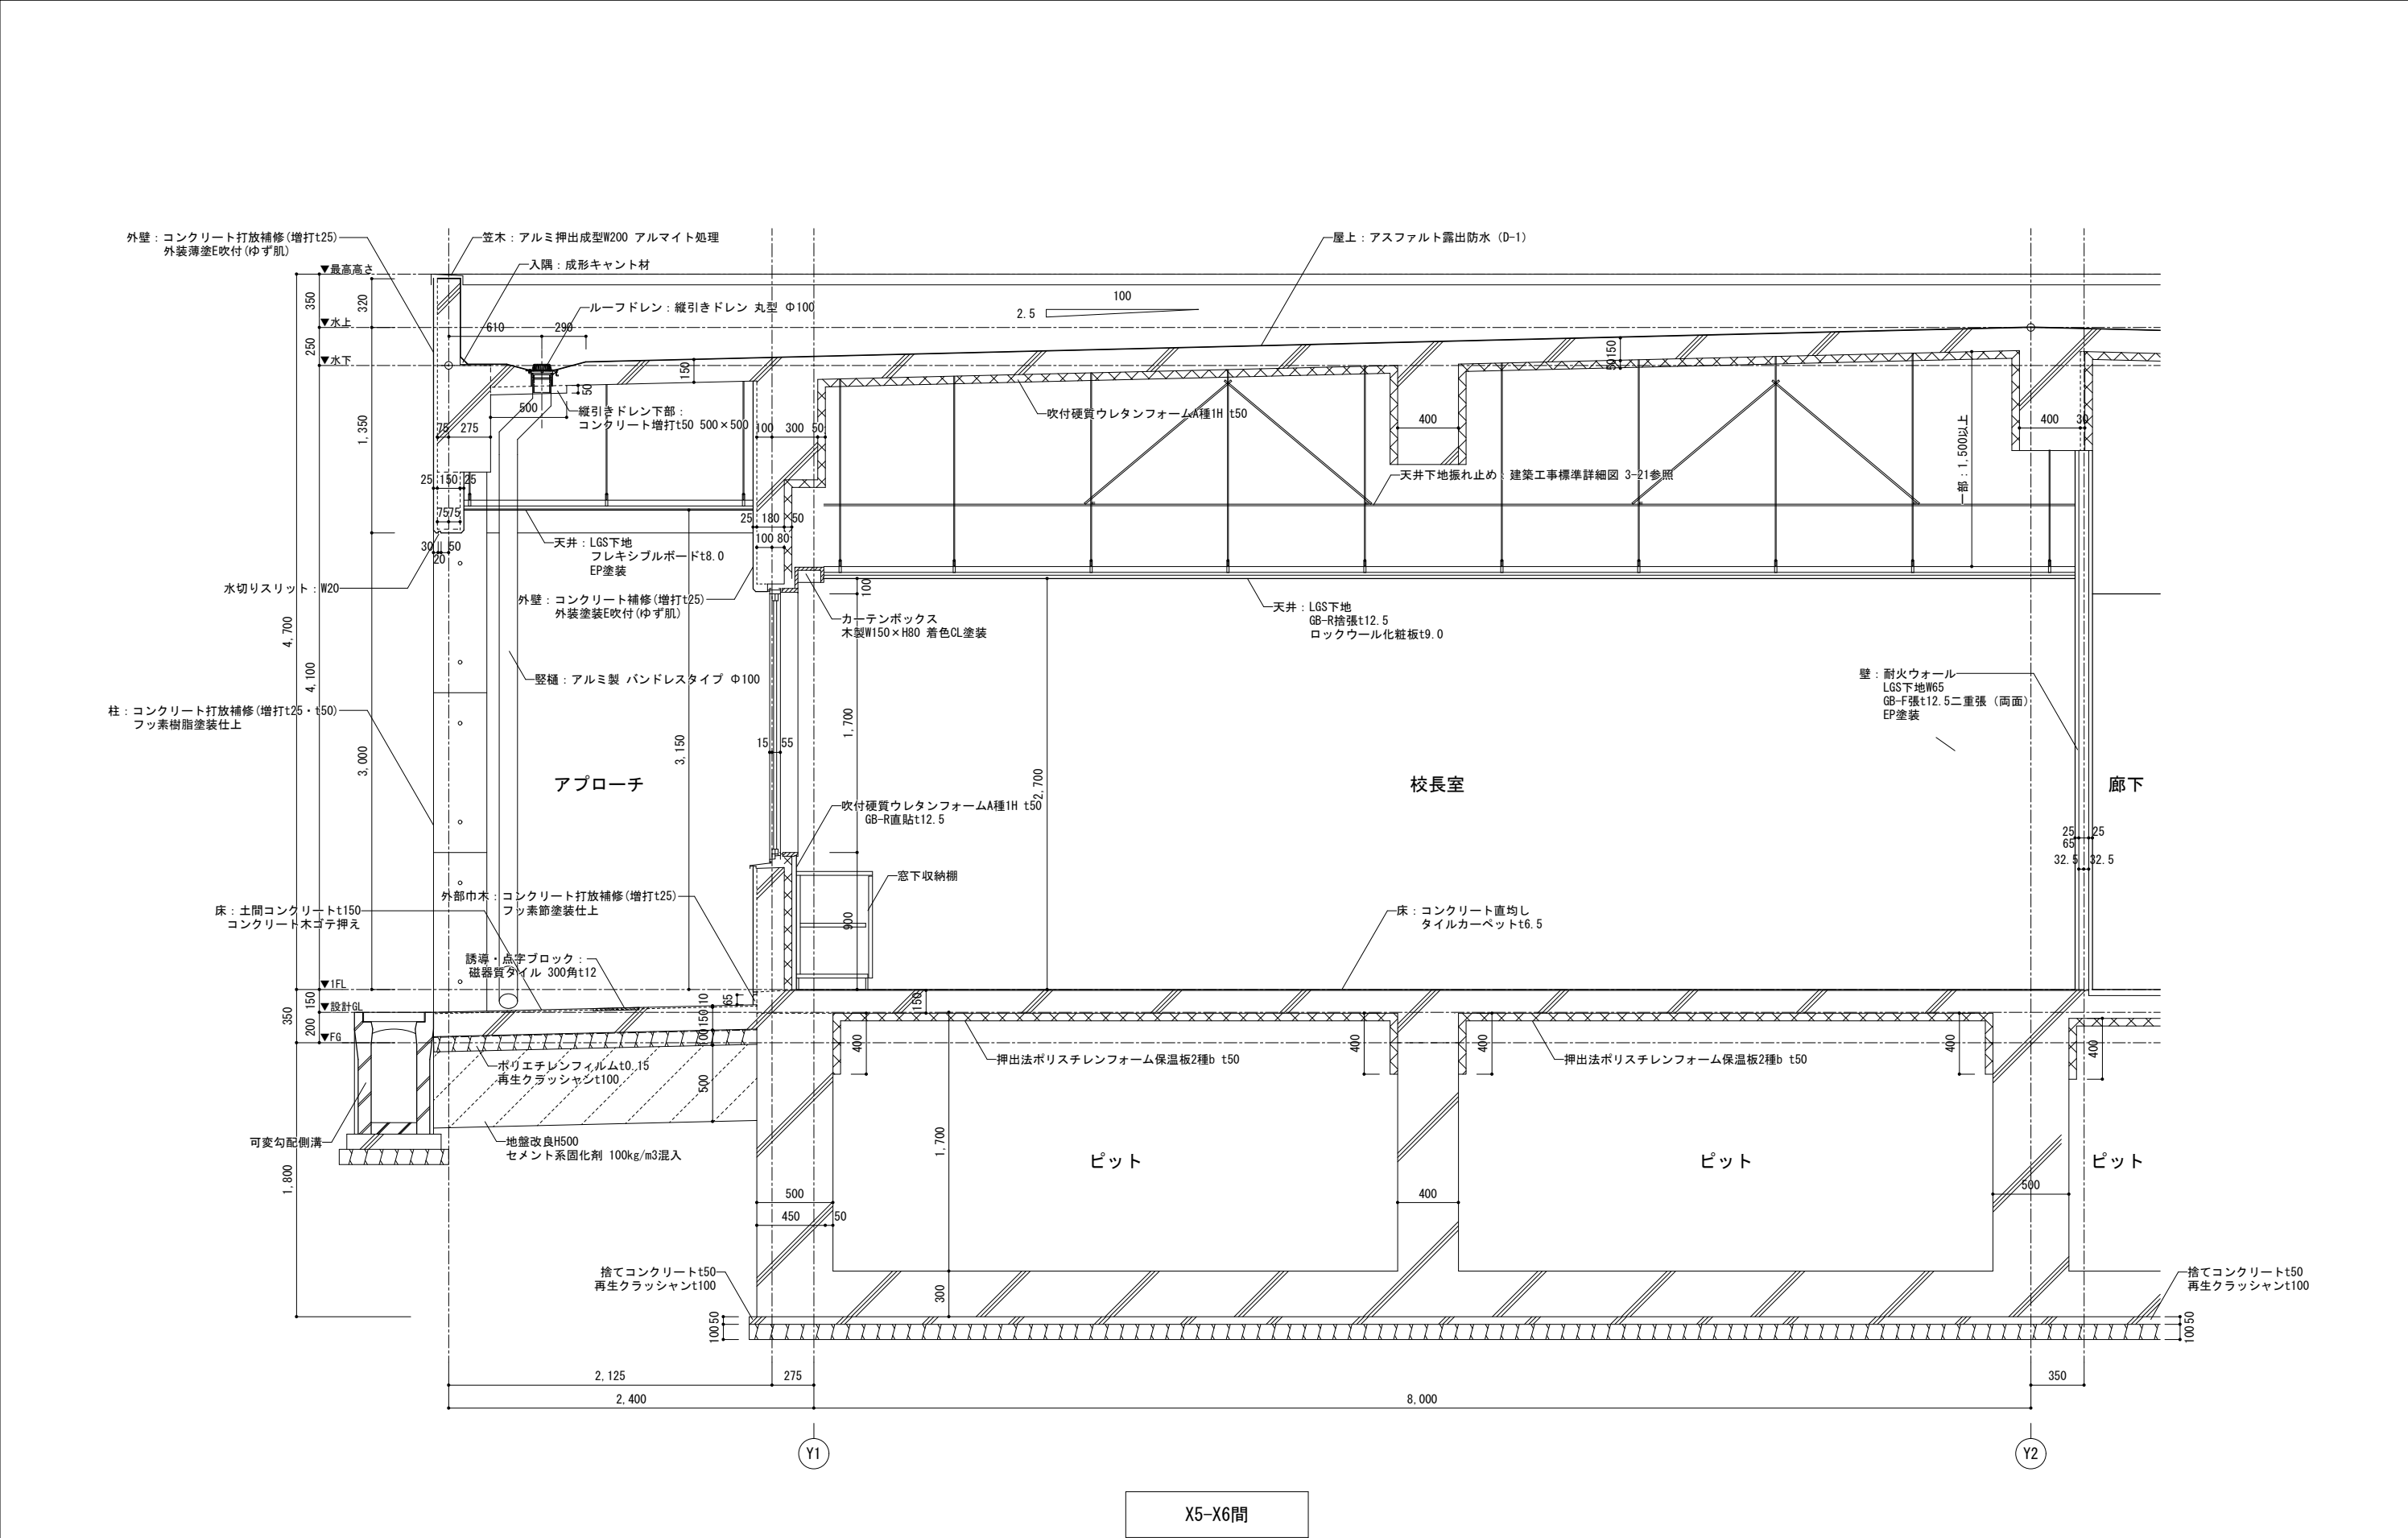 外壁：コンクリート打放補修(増打t25)
外装薄塗E吹付(ゆず肌)
笠木：アルミ押出成型W200 アルマイト処理
入隅：成形キャント材
屋上：アスファルト露出防水（D-1）
▼最高高さ
ルーフドレン：縦引きドレン 丸型 Φ100
350
320
100
2.5
▼水上
610
290
250
▼水下
150
50
150
50
500
縦引きドレン下部：
コンクリート増打t50 500×500
吹付硬質ウレタンフォームA種1H t50
1,350
75
275
100
300
50
400
400
30
一部：1,500以上
25
150
25
天井下地振れ止め：建築工事標準詳細図 3-21参照
75
75
25
180
50
30
50
20
100
80
天井：LGS下地
フレキシブルボードt8.0
EP塗装
水切りスリット：W20
外壁：コンクリート補修(増打t25)
外装塗装E吹付(ゆず肌)
100
カーテンボックス
木製W150×H80 着色CL塗装
天井：LGS下地
GB-R捨張t12.5
ロックウール化粧板t9.0
4,700
4,100
竪樋：アルミ製 バンドレスタイプ Φ100
壁：耐火ウォール
LGS下地W65
GB-F張t12.5二重張（両面）
EP塗装
柱：コンクリート打放補修(増打t25・t50)
フッ素樹脂塗装仕上
3,000
3,150
15
55
1,700
2,700
アプローチ
校長室
廊下
吹付硬質ウレタンフォームA種1H t50
GB-R直貼t12.5
25
25
65
32.5
32.5
窓下収納棚
外部巾木：コンクリート打放補修(増打t25)
フッ素節塗装仕上
900
床：土間コンクリートt150
コンクリート木ゴテ押え
床：コンクリート直均し
タイルカーペットt6.5
誘導・点字ブロック：
磁器質タイル 300角t12
▼1FL
150
▼設計GL
350
200
▼FG
10
65
150
100
150
400
400
400
400
400
押出法ポリスチレンフォーム保温板2種b t50
押出法ポリスチレンフォーム保温板2種b t50
ポリエチレンフィルムt0.15
再生クラッシャンt100
500
可変勾配側溝
地盤改良H500
セメント系固化剤 100kg/m3混入
1,800
1,700
ピット
ピット
ピット
500
400
500
450
50
捨てコンクリートt50
再生クラッシャンt100
300
捨てコンクリートt50
再生クラッシャンt100
50
100
50
100
2,125
275
350
2,400
8,000
Y1
Y2
X5-X6間